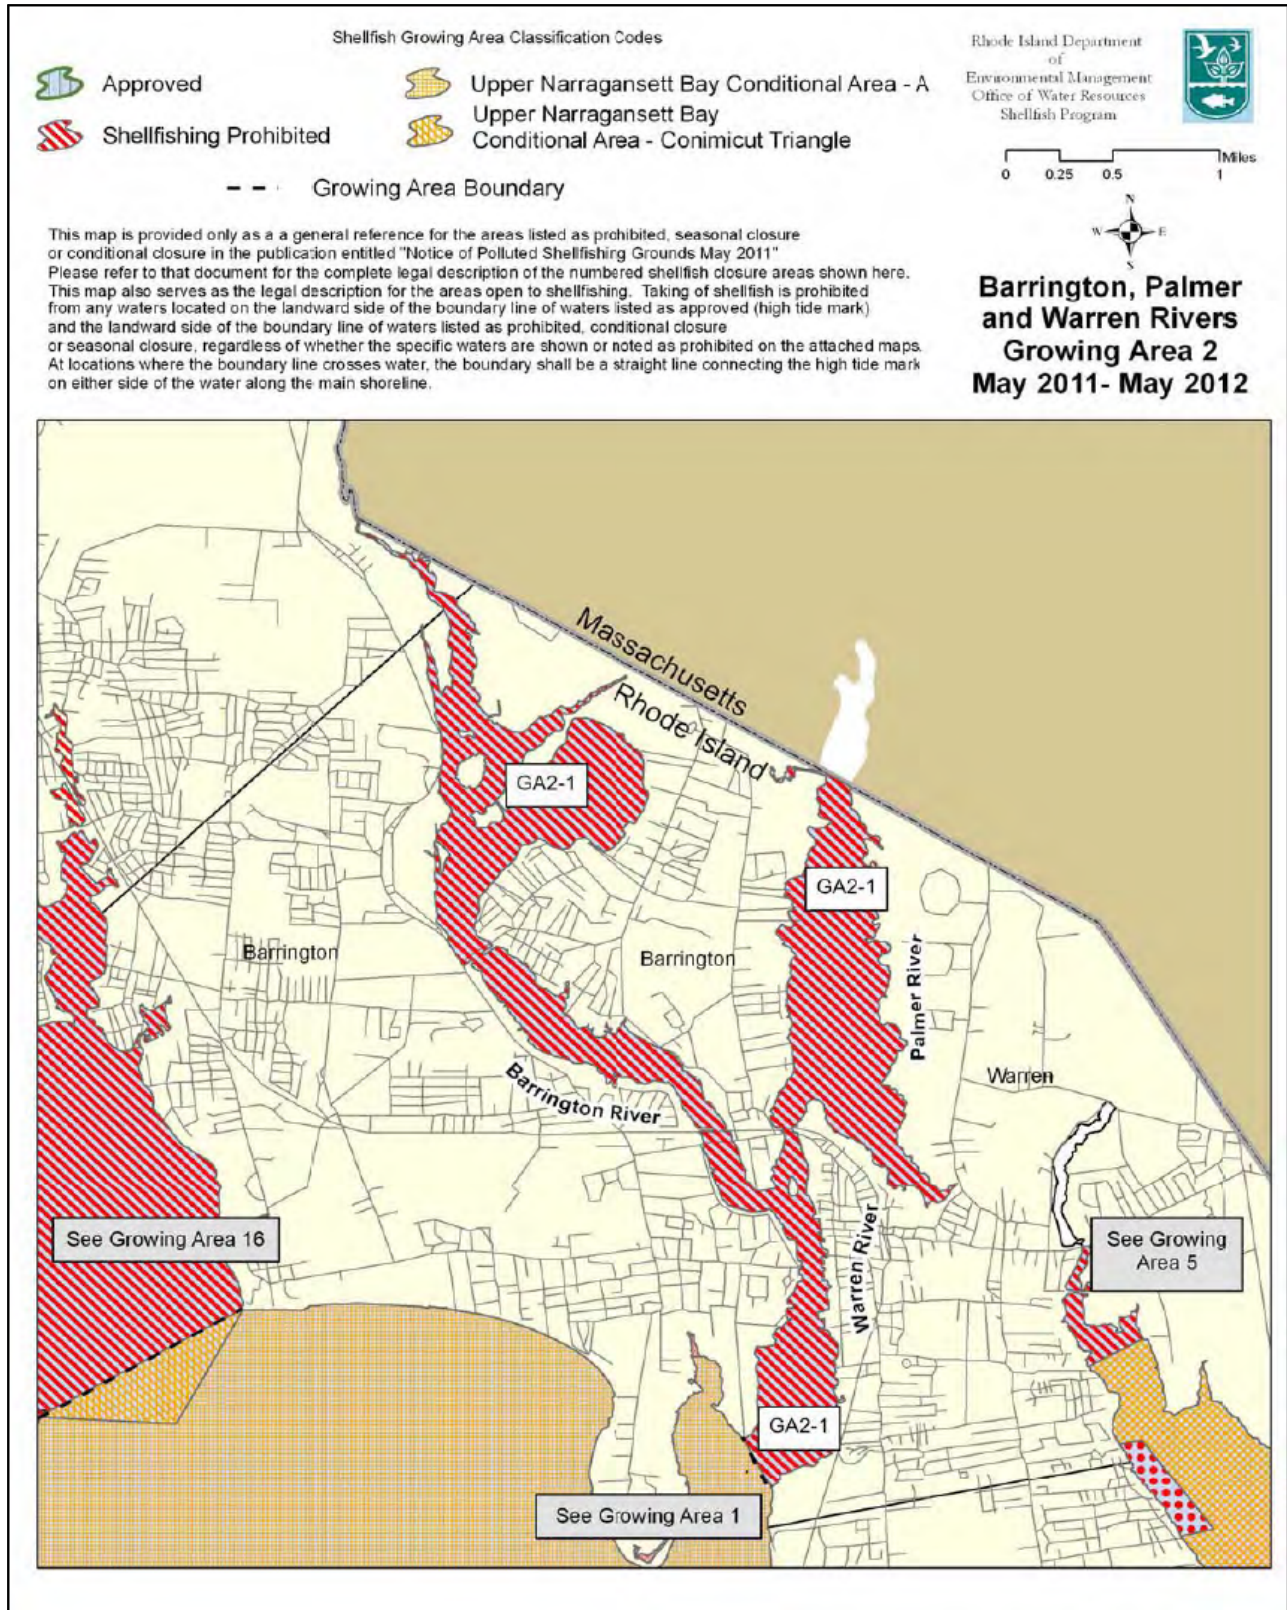 Shellfish Growing Area Classification Codes
Approved
Shellfishing Prohibited
Upper Narragansett Bay Conditional Area - A
Upper Narragansett Bay
Conditional Area - Conimicut Triangle
Growing Area Boundary
Rhode Island Department
of
Environmental Management
Office of Water Resources
Shellfish Program
Miles
0 0.25 0.5 1
N
W E
S
This map is provided only as a a general reference for the areas listed as prohibited, seasonal closure
or conditional closure in the publication entitled "Notice of Polluted Shellfishing Grounds May 2011"
Please refer to that document for the complete legal description of the numbered shellfish closure areas shown here.
This map also serves as the legal description for the areas open to shellfishing. Taking of shellfish is prohibited
from any waters located on the landward side of the boundary line of waters listed as approved (high tide mark)
and the landward side of the boundary line of waters listed as prohibited, conditional closure
or seasonal closure, regardless of whether the specific waters are shown or noted as prohibited on the attached maps.
At locations where the boundary line crosses water, the boundary shall be a straight line connecting the high tide mark
on either side of the water along the main shoreline.
Barrington, Palmer
and Warren Rivers
Growing Area 2
May 2011- May 2012
Massachusetts
Rhode Island
GA2-1
GA2-1
Barrington
Barrington
Palmer River
Warren
Barrington River
See Growing Area 16
See Growing
Area 5
Warren River
GA2-1
See Growing Area 1